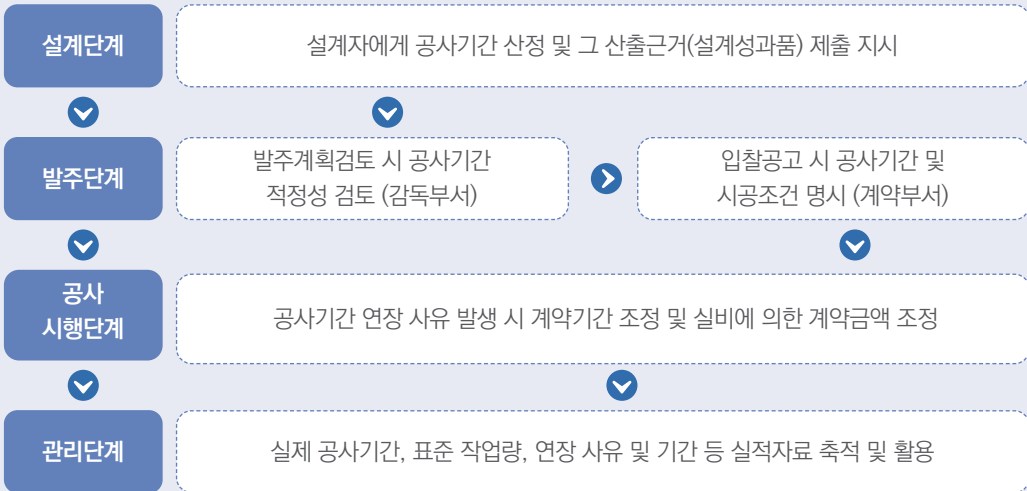 설계단계
설계자에게 공사기간 산정 및 그 산출근거(설계성과품) 제출 지시
발주단계
발주계획검토 시 공사기간
적정성 검토 (감독부서)
입찰공고 시 공사기간 및
시공조건 명시 (계약부서)
공사
시행단계
공사기간 연장 사유 발생 시 계약기간 조정 및 실비에 의한 계약금액 조정
관리단계
실제 공사기간, 표준 작업량, 연장 사유 및 기간 등 실적자료 축적 및 활용